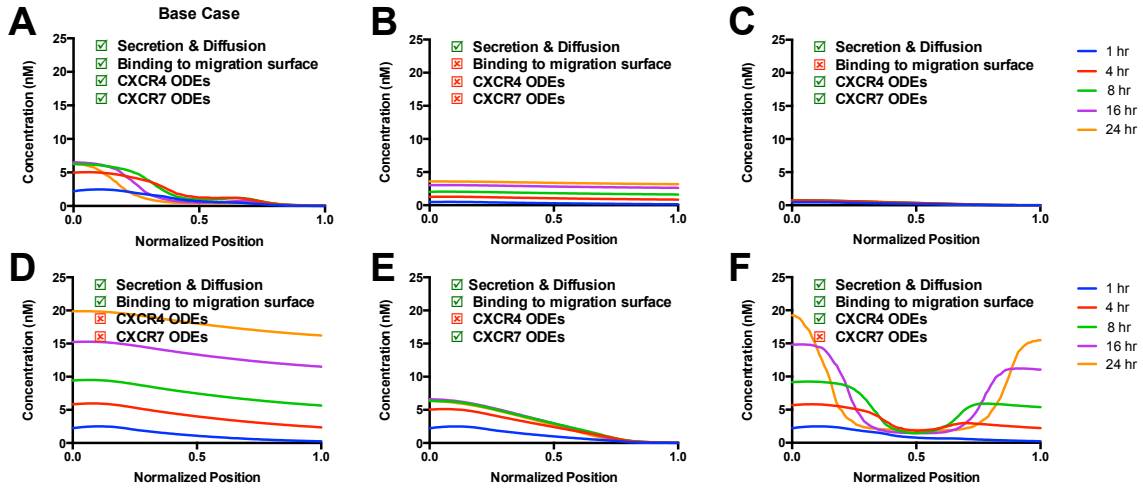 Base Case
A
☑ Secretion & Diffusion
☑ Binding to migration surface
☑ CXCR4 ODEs
☑ CXCR7 ODEs
Concentration (nM)
25
20
15
10
5
0
0.0 0.5 1.0
Normalized Position
B
☑ Secretion & Diffusion
☒ Binding to migration surface
☒ CXCR4 ODEs
☒ CXCR7 ODEs
Concentration (nM)
25
20
15
10
5
0
0.0 0.5 1.0
Normalized Position
C
☑ Secretion & Diffusion
☒ Binding to migration surface
☑ CXCR4 ODEs
☑ CXCR7 ODEs
Concentration (nM)
25
20
15
10
5
0
0.0 0.5 1.0
Normalized Position
1 hr
4 hr
8 hr
16 hr
24 hr
D
☑ Secretion & Diffusion
☑ Binding to migration surface
☒ CXCR4 ODEs
☒ CXCR7 ODEs
Concentration (nM)
25
20
15
10
5
0
0.0 0.5 1.0
Normalized Position
E
☑ Secretion & Diffusion
☑ Binding to migration surface
☒ CXCR4 ODEs
☑ CXCR7 ODEs
Concentration (nM)
25
20
15
10
5
0
0.0 0.5 1.0
Normalized Position
F
☑ Secretion & Diffusion
☑ Binding to migration surface
☑ CXCR4 ODEs
☒ CXCR7 ODEs
Concentration (nM)
25
20
15
10
5
0
0.0 0.5 1.0
Normalized Position
1 hr
4 hr
8 hr
16 hr
24 hr